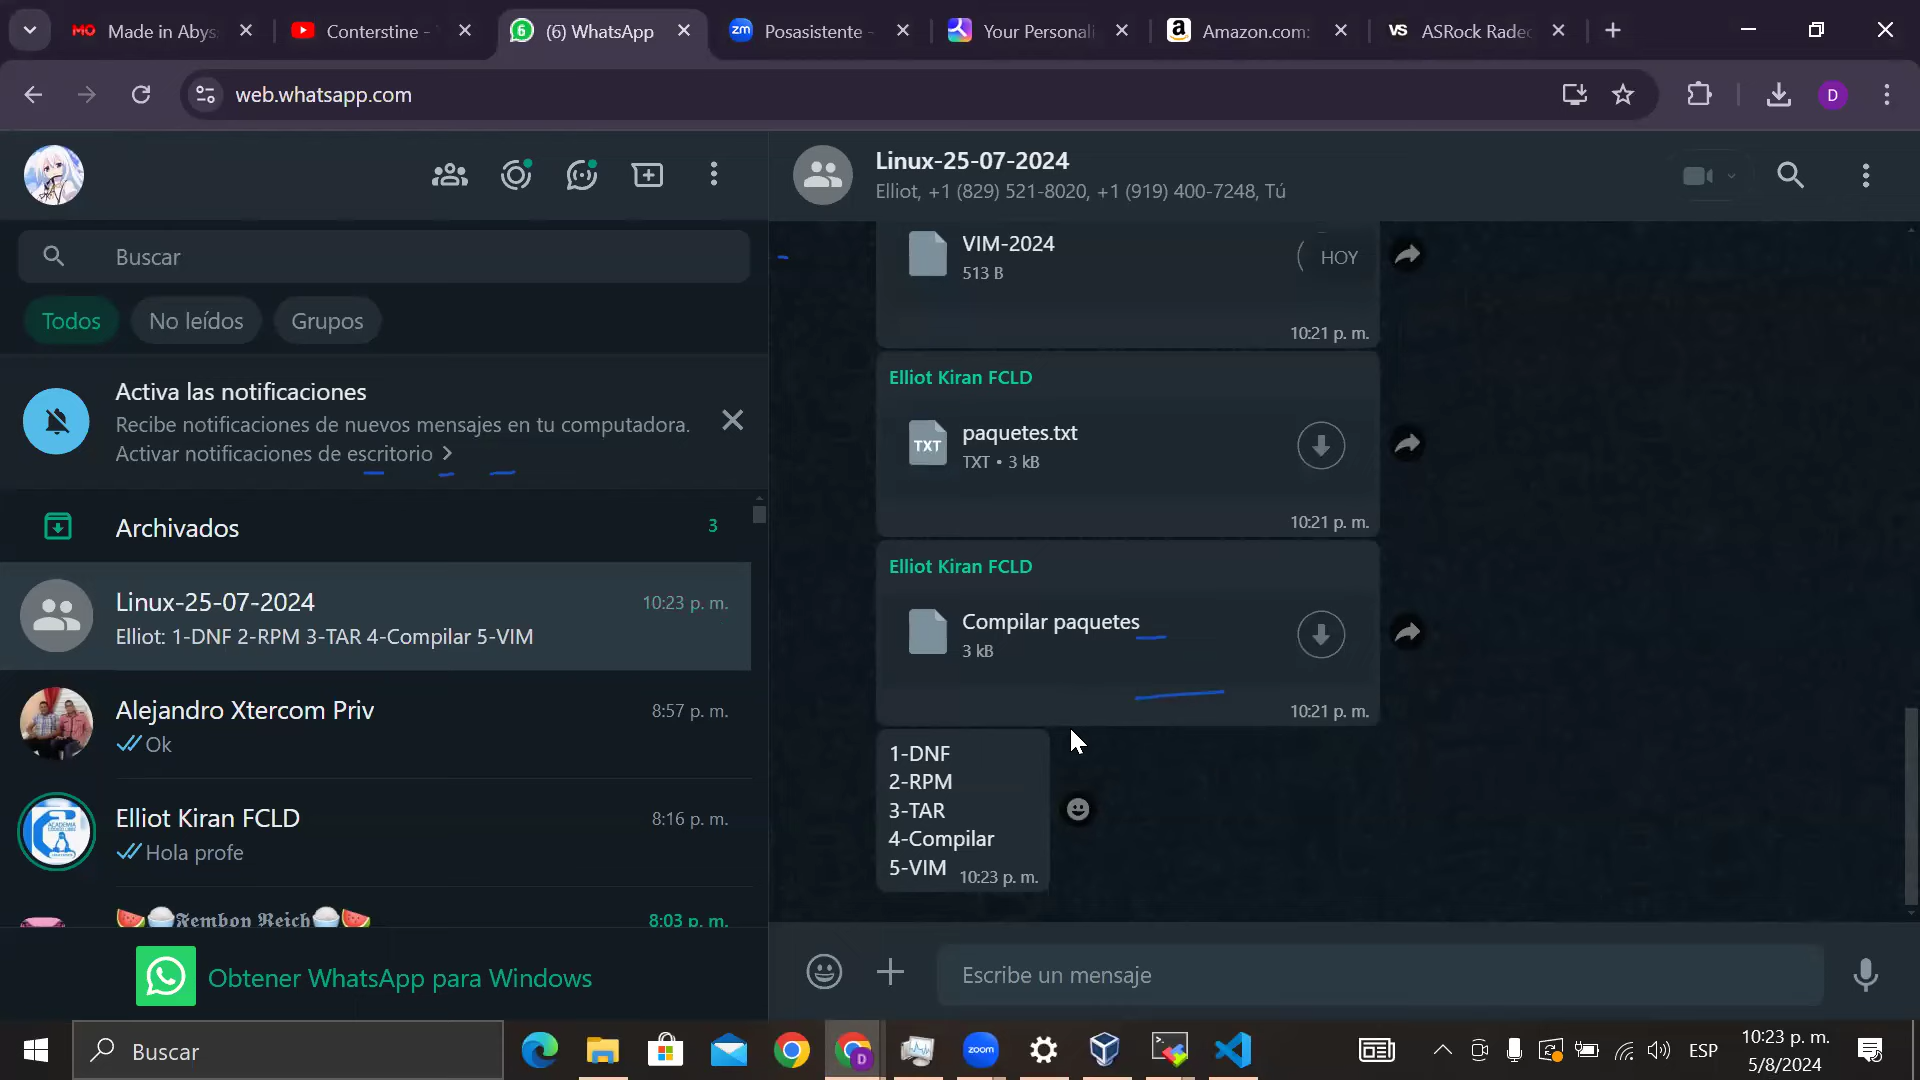 Made in Abys
Conterstine -
(6) WhatsApp
zm
Posasistente -
Your Personali
Amazon.com:
VS
ASRock Radeo
web.whatsapp.com
D
Linux-25-07-2024
Elliot, +1 (829) 521-8020, +1 (919) 400-7248, Tú
Buscar
Todos
No leídos
Grupos
Activa las notificaciones
Recibe notificaciones de nuevos mensajes en tu computadora.
Activar notificaciones de escritorio >
Archivados
3
Linux-25-07-2024
10:23 p. m.
Elliot: 1-DNF 2-RPM 3-TAR 4-Compilar 5-VIM
Alejandro Xtercom Priv
8:57 p. m.
Ok
Elliot Kiran FCLD
8:16 p. m.
Hola profe
🍉🍚𝕱𝖊𝖒𝖇𝖔𝖓 𝕽𝖊𝖎𝖈𝖍🍚🍉
8:03 p. m.
Obtener WhatsApp para Windows
VIM-2024
513 B
HOY
10:21 p. m.
Elliot Kiran FCLD
TXT
paquetes.txt
TXT • 3 kB
10:21 p. m.
Elliot Kiran FCLD
Compilar paquetes
3 kB
10:21 p. m.
1-DNF
2-RPM
3-TAR
4-Compilar
5-VIM
10:23 p. m.
Escribe un mensaje
Buscar
D
zoom
ESP
10:23 p. m.
5/8/2024